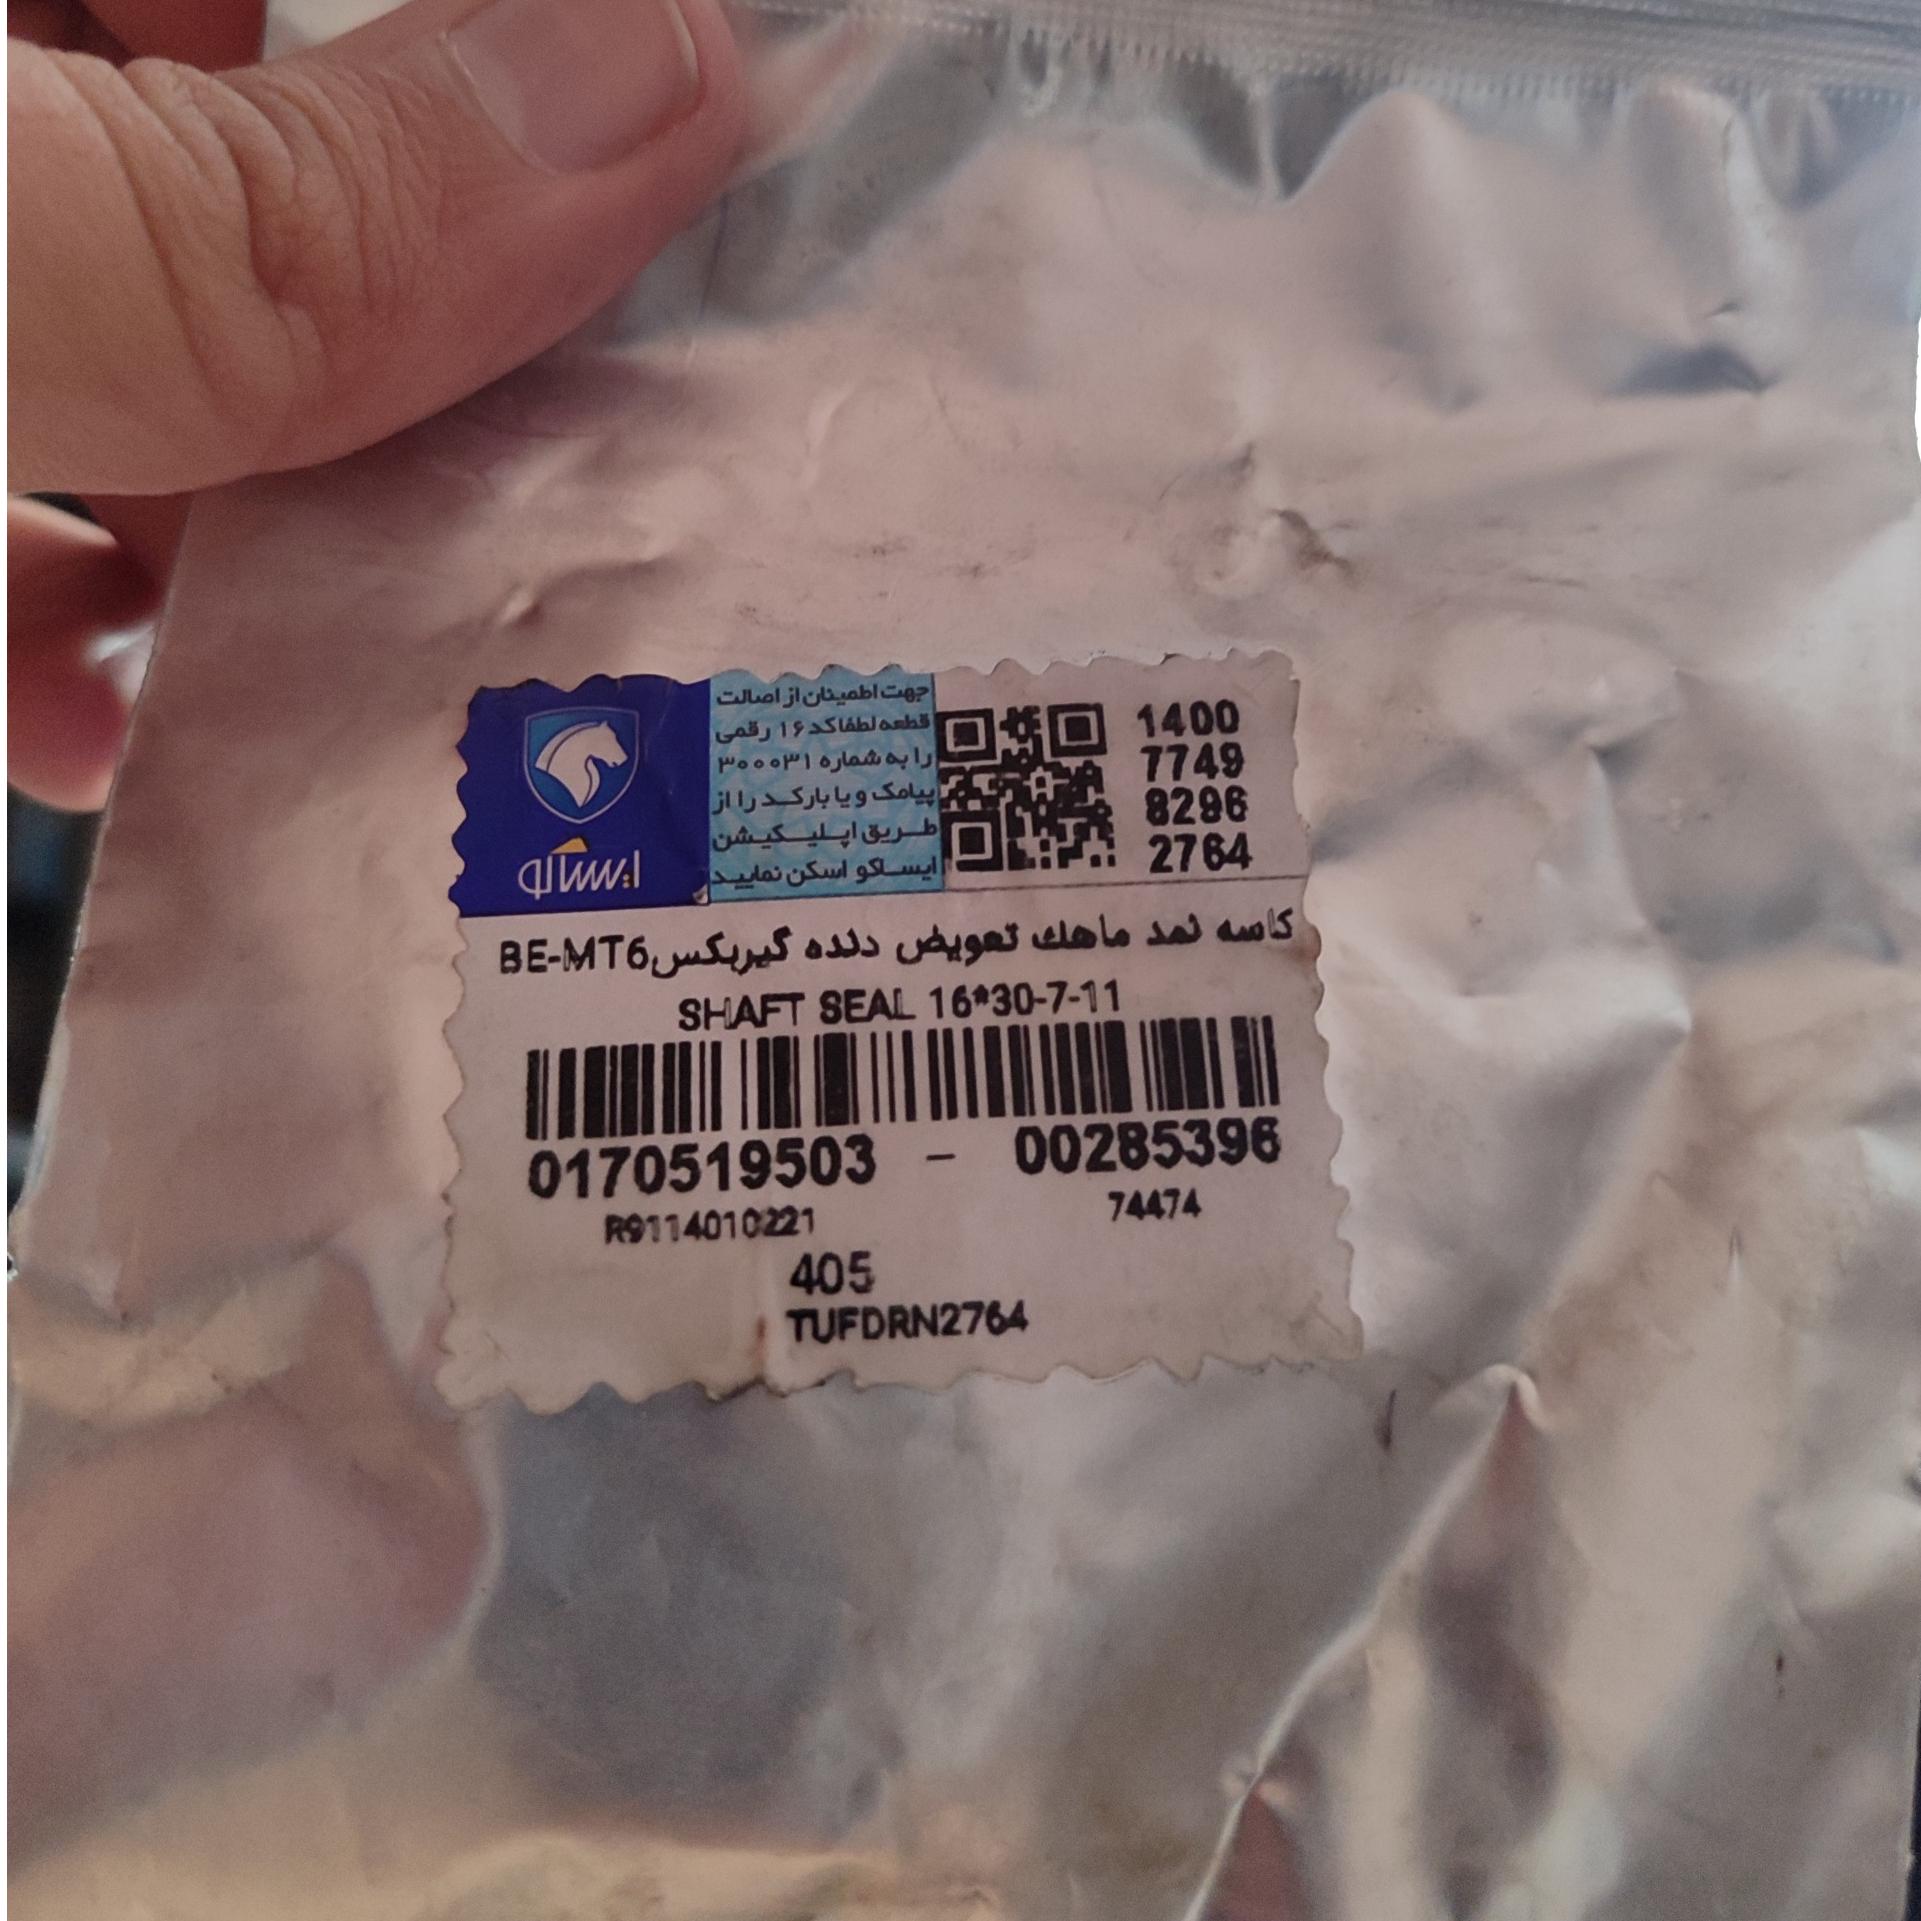 ایساکو
جهت اطمینان از اصالت
قطعه لطفا کد ۱۶ رقمی
را به شماره ۳۰۰۰۳۱
پیامک و یا بارکد را از
طریق اپلیکیشن
ایساکو اسکن نمایید
1400
7749
8296
2764
کاسه نمد ماهك تعویض دنده گیربکس BE-MT6
SHAFT SEAL 16*30-7-11
0170519503 - 00285396
R9114010221 74474
405
TUFDRN2764